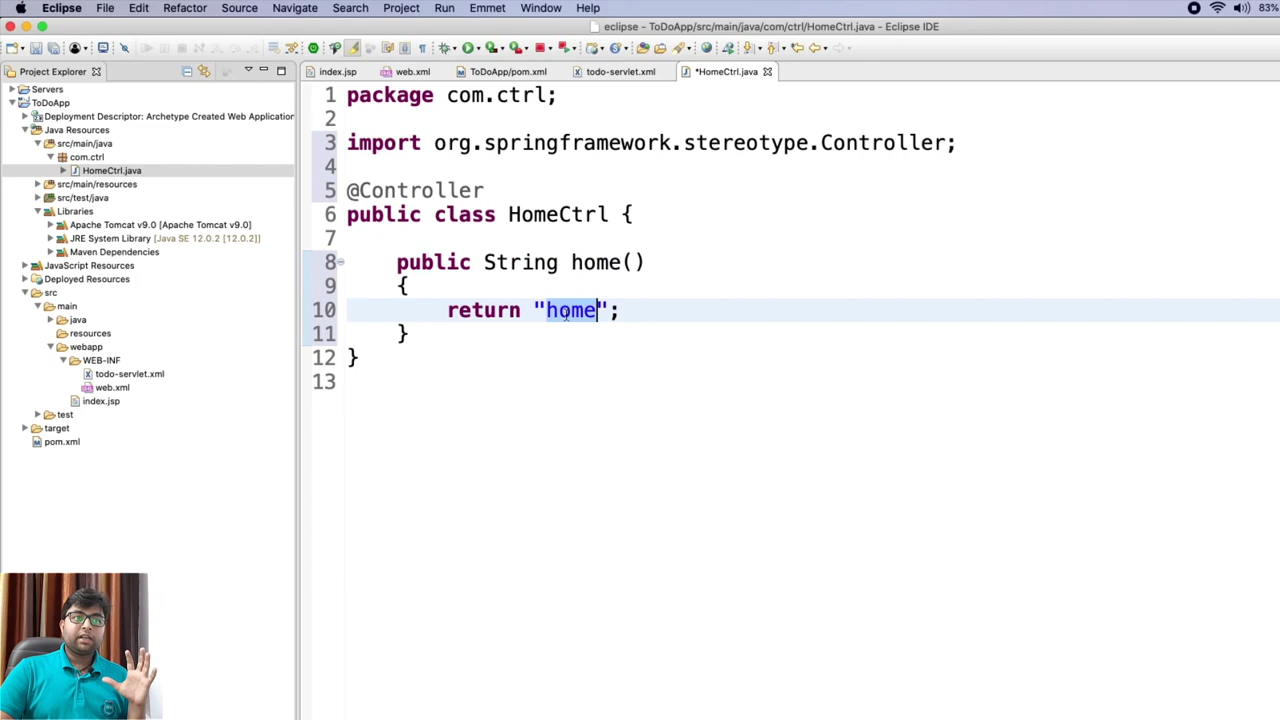 Eclipse File Edit Refactor Source Navigate Search Project Run Emmet Window Help 83%
eclipse - ToDoApp/src/main/java/com/ctrl/HomeCtrl.java - Eclipse IDE
Project Explorer
index.jsp web.xml ToDoApp/pom.xml todo-servlet.xml *HomeCtrl.java
Servers
ToDoApp
Deployment Descriptor: Archetype Created Web Application
Java Resources
src/main/java
com.ctrl
HomeCtrl.java
src/main/resources
src/test/java
Libraries
Apache Tomcat v9.0 [Apache Tomcat v9.0]
JRE System Library [Java SE 12.0.2 [12.0.2]]
Maven Dependencies
JavaScript Resources
Deployed Resources
src
main
java
resources
webapp
WEB-INF
todo-servlet.xml
web.xml
index.jsp
test
target
pom.xml
1 package com.ctrl;
2
3 import org.springframework.stereotype.Controller;
4
5 @Controller
6 public class HomeCtrl {
7
8 public String home()
9 {
10 return "home";
11 }
12 }
13